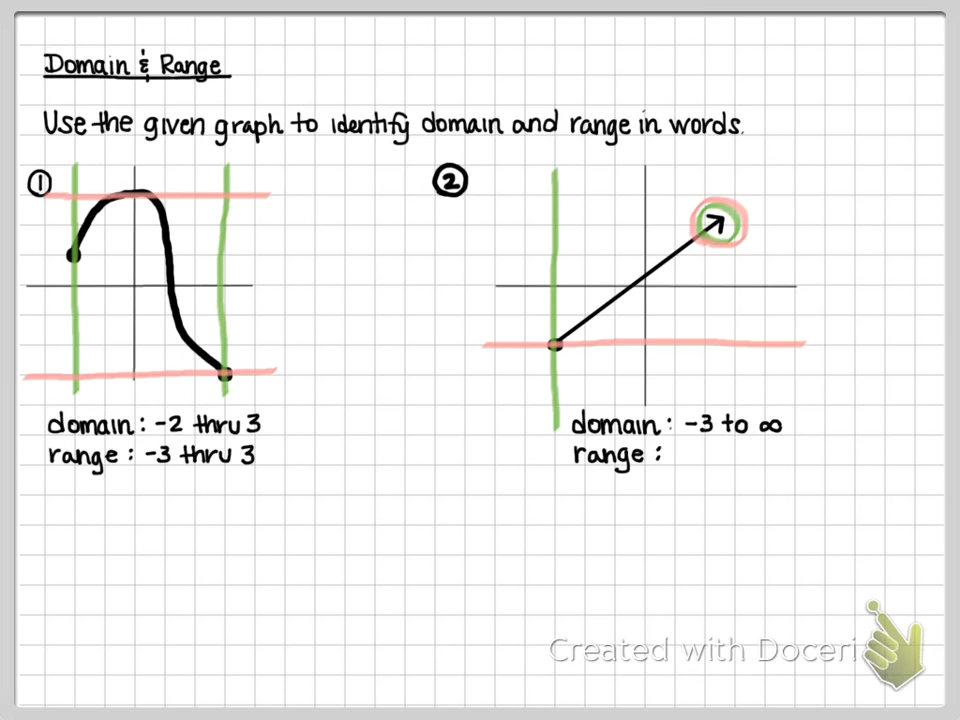 Domain & Range
Use the given graph to identify domain and range in words.
①
②
domain: -2 thru 3
range: -3 thru 3
domain: -3 to ∞
range:
Created with Doceri